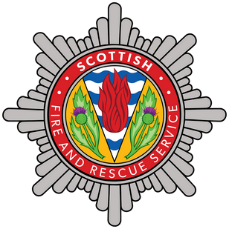 SCOTTISH
FIRE AND RESCUE SERVICE